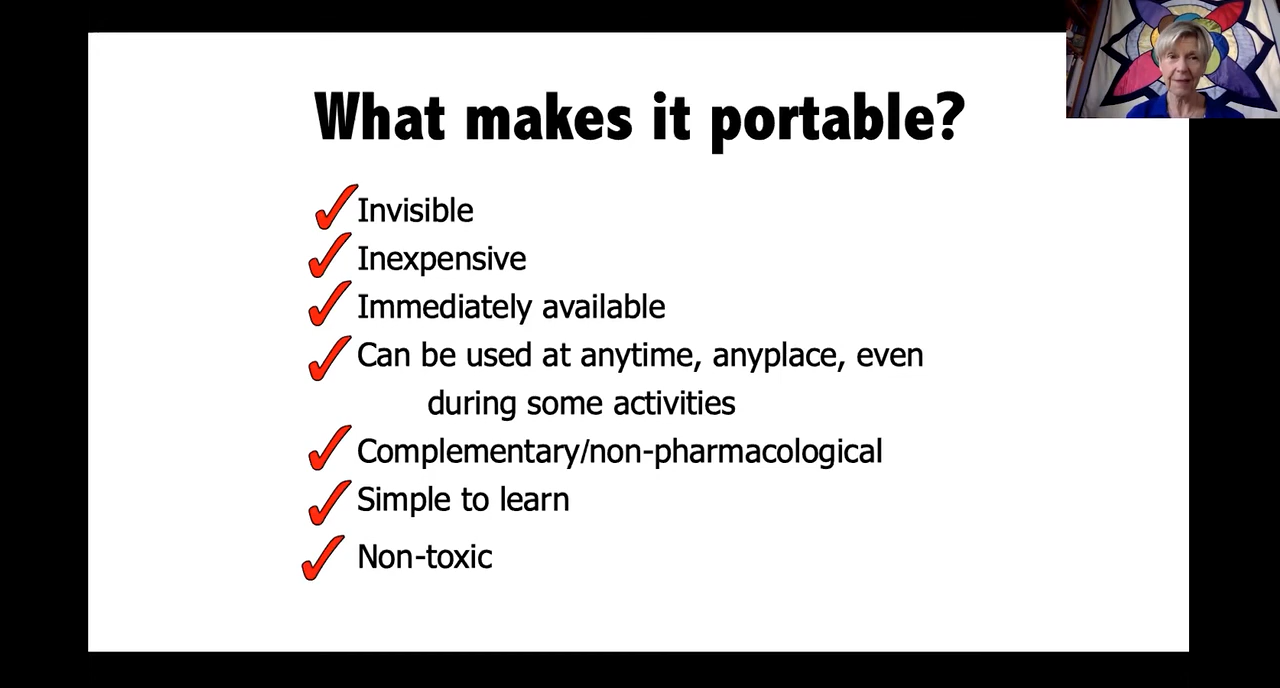 What makes it portable?
Invisible
Inexpensive
Immediately available
Can be used at anytime, anyplace, even
during some activities
Complementary/non-pharmacological
Simple to learn
Non-toxic